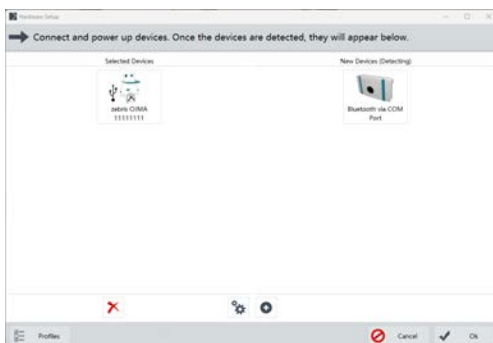 Hardware Setup
Connect and power up devices. Once the devices are detected, they will appear below.
Selected Devices
New Devices (Detecting)
zebris OJMA
11111111
Bluetooth via COM
Port
Profiles
Cancel
Ok